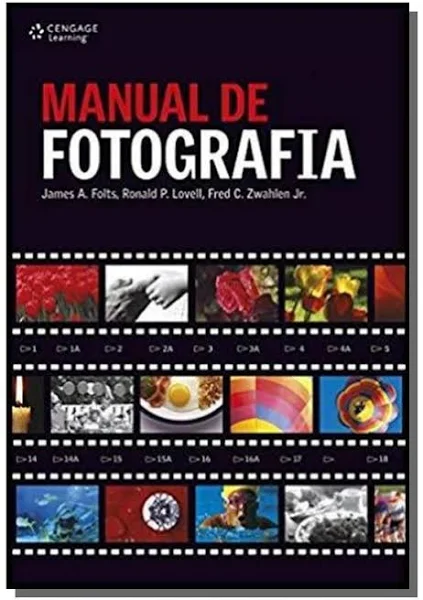 CENGAGE
Learning
MANUAL DE
FOTOGRAFIA
James A. Folts, Ronald P. Lovell, Fred C. Zwahlen Jr.
▷1 ▷1A ▷2 ▷2A ▷3 ▷3A ▷4 ▷4A ▷5
▷14 ▷14A ▷15 ▷15A ▷16 ▷16A ▷17 ▷ ▷18